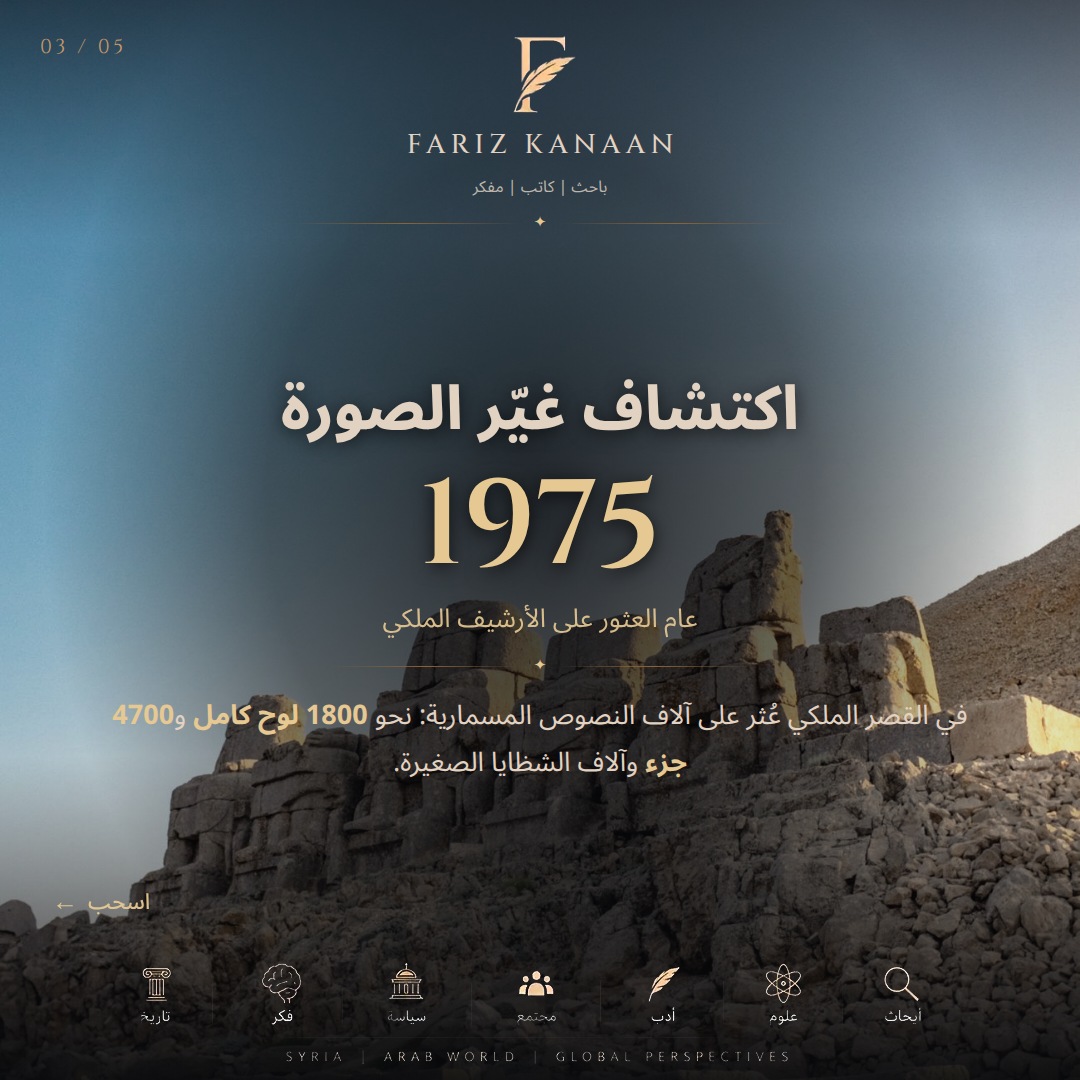 03 / 05
FARIZ KANAAN
باحث | كاتب | مفكر
اكتشاف غيّر الصورة
1975
عام العثور على الأرشيف الملكي
في القصر الملكي عُثر على آلاف النصوص المسمارية: نحو 1800 لوح كامل و4700
جزء وآلاف الشظايا الصغيرة.
اسحب ←
أبحاث
علوم
أدب
مجتمع
سياسة
فكر
تاريخ
SYRIA | ARAB WORLD | GLOBAL PERSPECTIVES